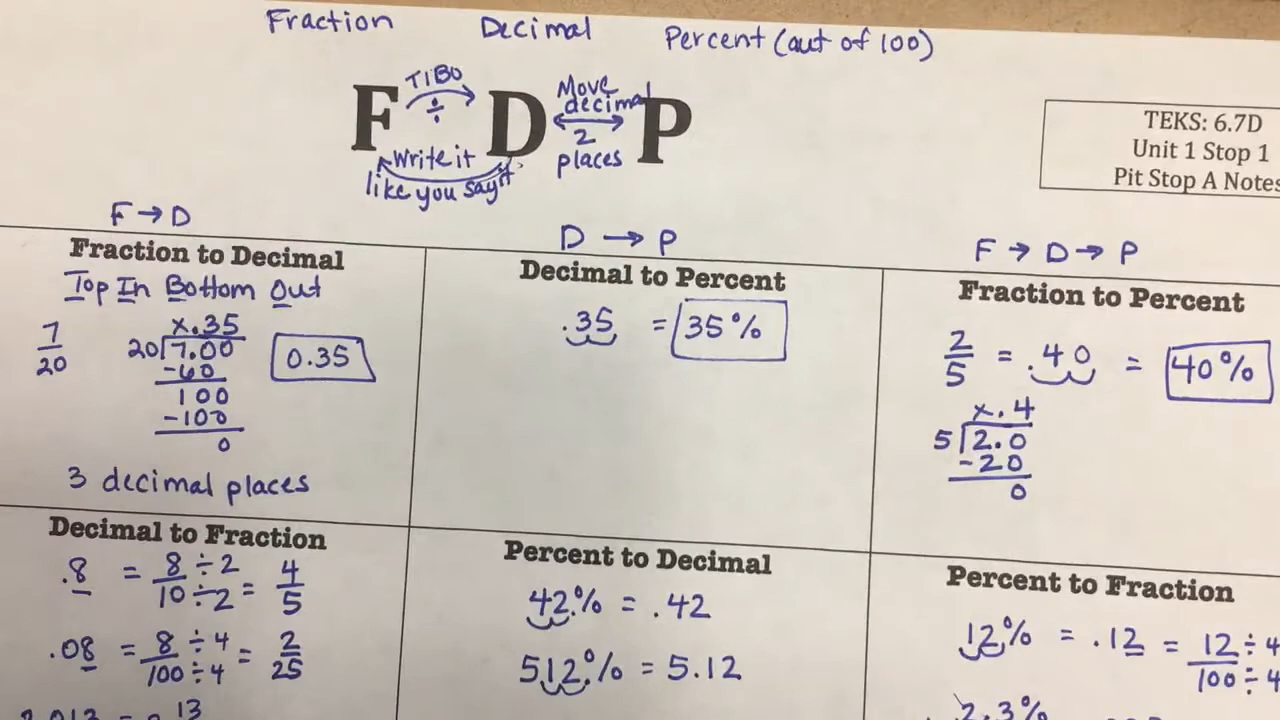 Fraction Decimal Percent (out of 100)
TIBO
÷
Move
decimal
F D P
2
places
Write it
like you say it
TEKS: 6.7D
Unit 1 Stop 1
Pit Stop A Notes
F → D
Fraction to Decimal
Top In Bottom Out
7/20
x.35
20)7.00
-60
100
-100
0
0.35
3 decimal places
D → P
Decimal to Percent
.35 = 35%
F → D → P
Fraction to Percent
2/5 = .40 = 40%
x.4
5)2.0
-20
0
Decimal to Fraction
.8 = 8÷2/10÷2 = 4/5
.08 = 8÷4/100÷4 = 2/25
13
Percent to Decimal
42.% = .42
512.% = 5.12
Percent to Fraction
12% = .12 = 12÷4/100÷4
2.3%